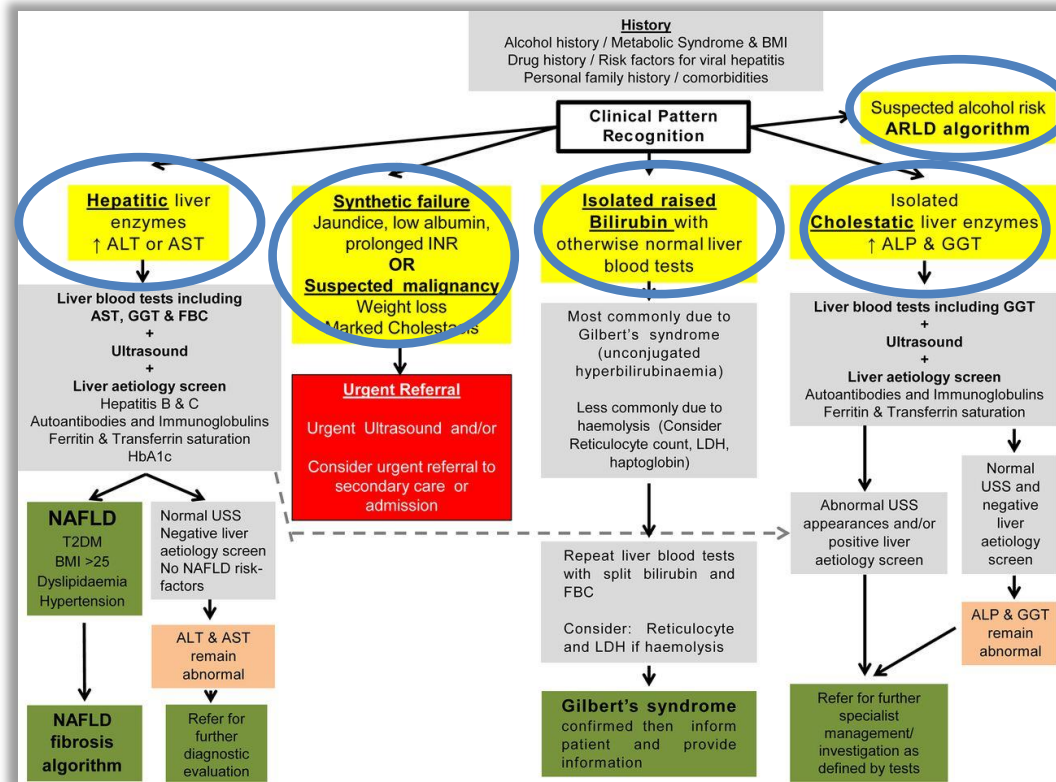 History
Alcohol history / Metabolic Syndrome & BMI
Drug history / Risk factors for viral hepatitis
Personal family history / comorbidities
Clinical Pattern
Recognition
Suspected alcohol risk
ARLD algorithm
Hepatitic liver
enzymes
↑ ALT or AST
Synthetic failure
Jaundice, low albumin,
prolonged INR
OR
Suspected malignancy
Weight loss
Marked Cholestasis
Isolated raised
Bilirubin with
otherwise normal liver
blood tests
Isolated
Cholestatic liver enzymes
↑ ALP & GGT
Liver blood tests including
AST, GGT & FBC
+
Ultrasound
+
Liver aetiology screen
Hepatitis B & C
Autoantibodies and Immunoglobulins
Ferritin & Transferrin saturation
HbA1c
Urgent Referral
Urgent Ultrasound and/or
Consider urgent referral to
secondary care or
admission
Most commonly due to
Gilbert's syndrome
(unconjugated
hyperbilirubinaemia)
Less commonly due to
haemolysis (Consider
Reticulocyte count, LDH,
haptoglobin)
Liver blood tests including GGT
+
Ultrasound
+
Liver aetiology screen
Autoantibodies and Immunoglobulins
Ferritin & Transferrin saturation
NAFLD
T2DM
BMI >25
Dyslipidaemia
Hypertension
Normal USS
Negative liver
aetiology screen
No NAFLD risk-
factors
Repeat liver blood tests
with split bilirubin and
FBC
Consider: Reticulocyte
and LDH if haemolysis
Abnormal USS
appearances and/or
positive liver
aetiology screen
Normal
USS and
negative
liver
aetiology
screen
ALT & AST
remain
abnormal
ALP & GGT
remain
abnormal
NAFLD
fibrosis
algorithm
Refer for
further
diagnostic
evaluation
Gilbert's syndrome
confirmed then inform
patient and provide
information
Refer for further
specialist
management/
investigation as
defined by tests